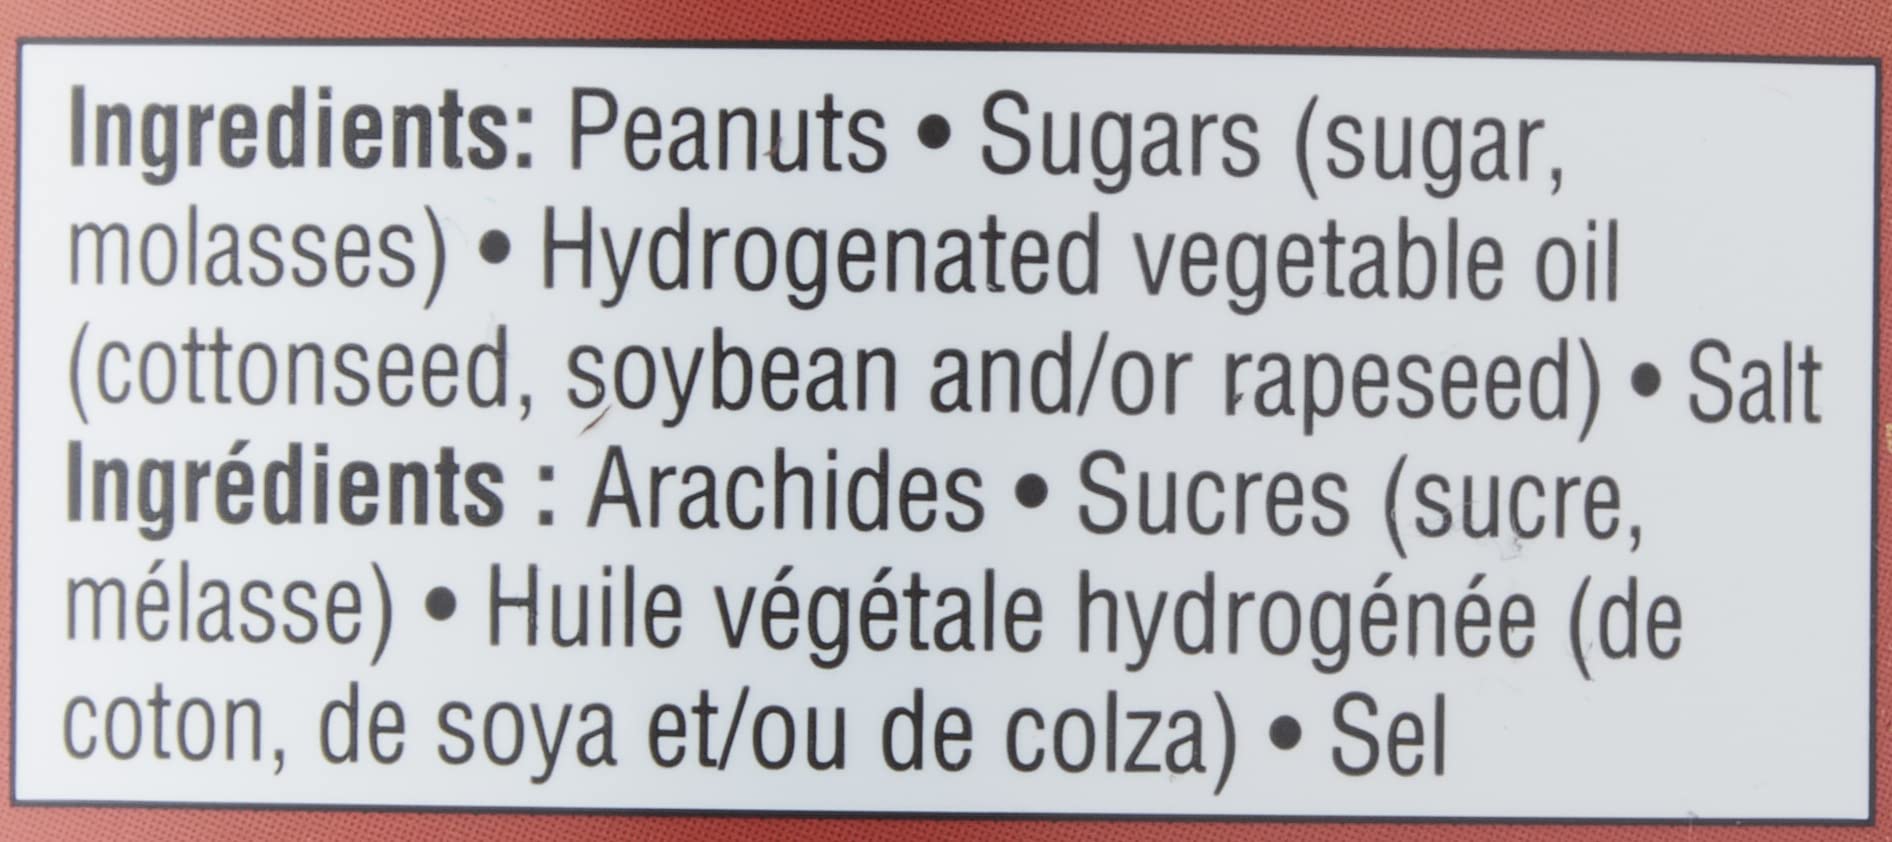 Ingredients: Peanuts • Sugars (sugar,
molasses) • Hydrogenated vegetable oil
(cottonseed, soybean and/or rapeseed) • Salt
Ingrédients : Arachides • Sucres (sucre,
mélasse) • Huile végétale hydrogénée (de
coton, de soya et/ou de colza) • Sel